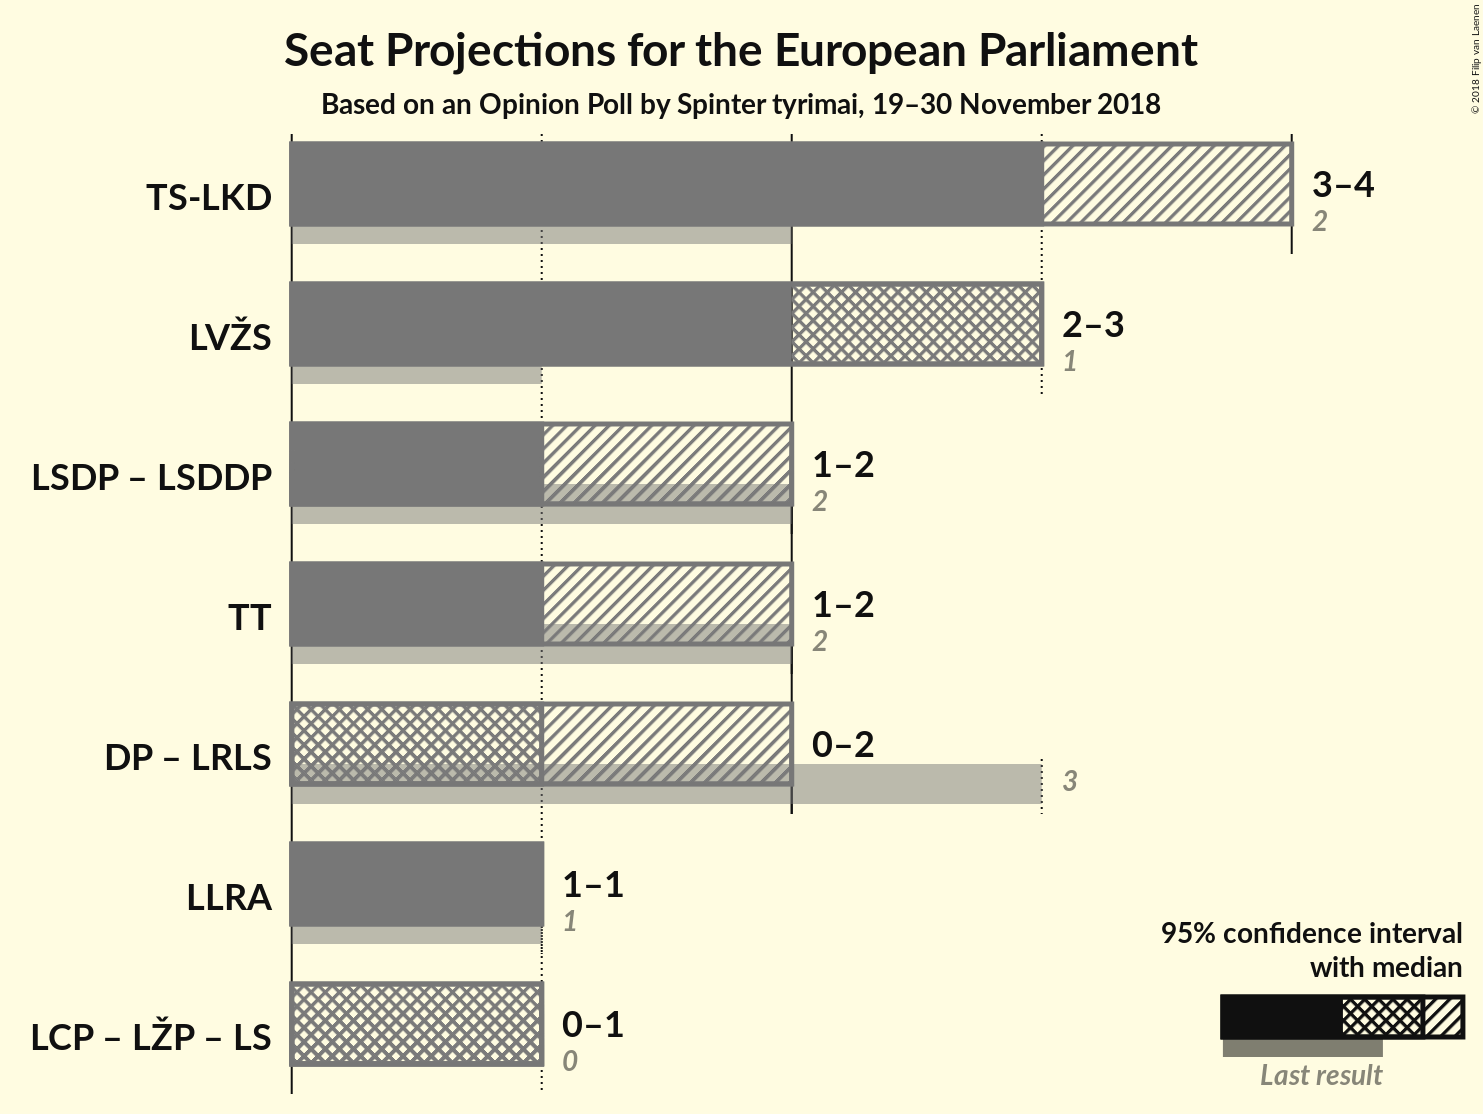 Seat Projections for the European Parliament
Based on an Opinion Poll by Spinter tyrimai, 19–30 November 2018
© 2018 Filip van Laenen
TS-LKD
3–4
2
LVŽS
2–3
1
LSDP – LSDDP
1–2
2
TT
1–2
2
DP – LRLS
0–2
3
LLRA
1–1
1
LCP – LŽP – LS
0–1
0
95% confidence interval
with median
Last result